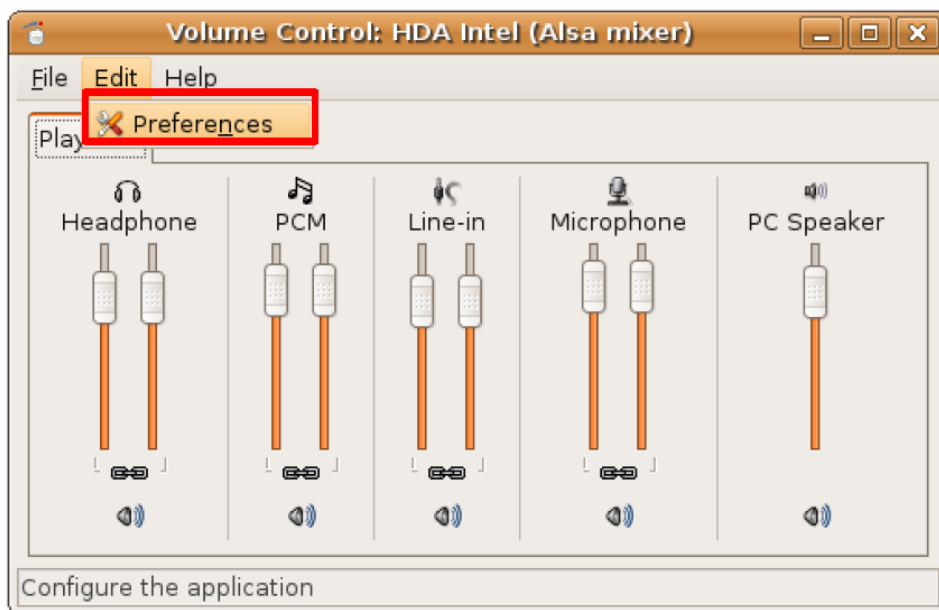 Volume Control: HDA Intel (Alsa mixer)
File Edit Help
Preferences
Play
Headphone PCM Line-in Microphone PC Speaker
Configure the application